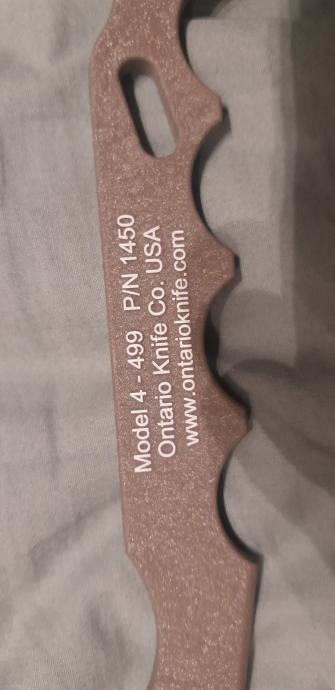 Model 4 - 499 P/N 1450
Ontario Knife Co. USA
www.ontarioknife.com